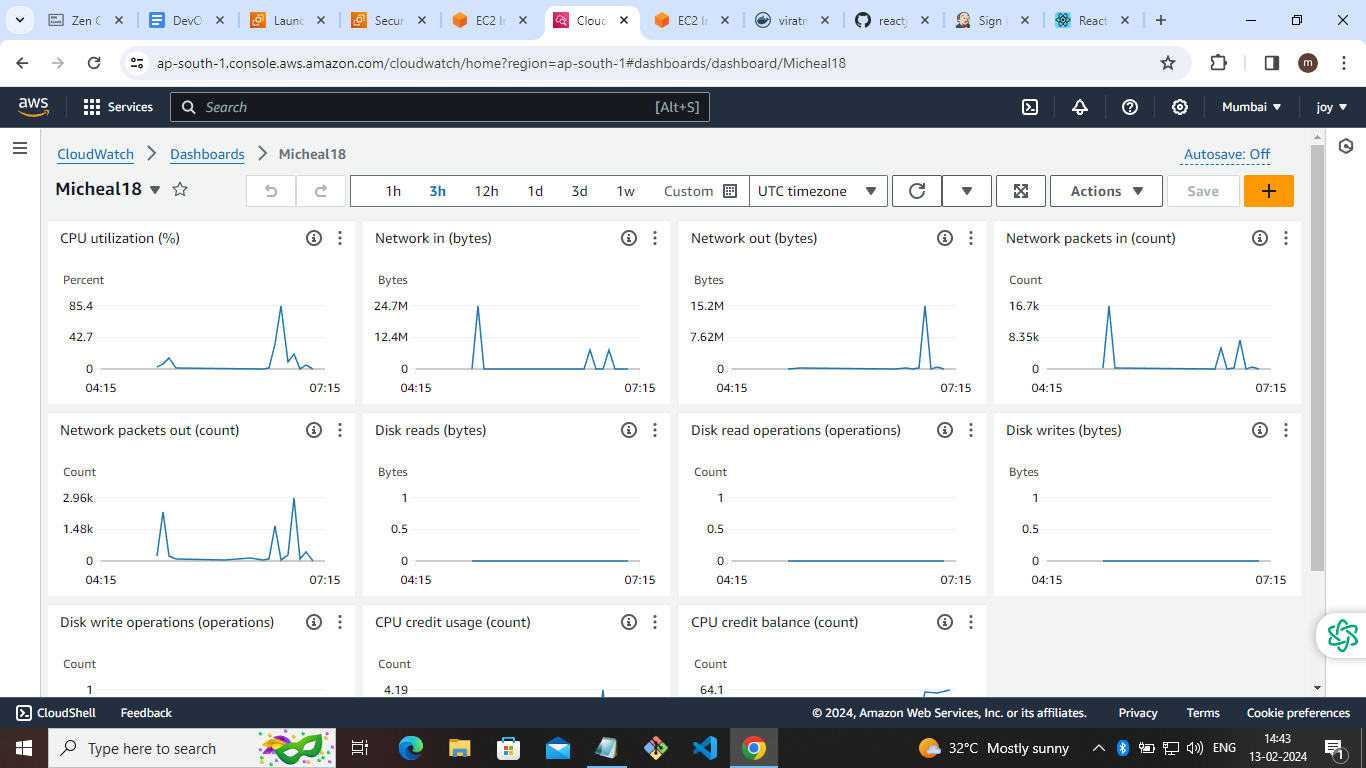 Zen C
DevO
Launc
Secur
EC2 In
Cloud
EC2 In
viratn
reactj
Sign i
React
ap-south-1.console.aws.amazon.com/cloudwatch/home?region=ap-south-1#dashboards/dashboard/Micheal18
m
aws
Services
Search
[Alt+S]
Mumbai
joy
CloudWatch
Dashboards
Micheal18
Autosave: Off
Micheal18
1h
3h
12h
1d
3d
1w
Custom
UTC timezone
Actions
Save
CPU utilization (%)
Percent
85.4
42.7
0
04:15
07:15
Network in (bytes)
Bytes
24.7M
12.4M
0
04:15
07:15
Network out (bytes)
Bytes
15.2M
7.62M
0
04:15
07:15
Network packets in (count)
Count
16.7k
8.35k
0
04:15
07:15
Network packets out (count)
Count
2.96k
1.48k
0
04:15
07:15
Disk reads (bytes)
Bytes
1
0.5
0
04:15
07:15
Disk read operations (operations)
Count
1
0.5
0
04:15
07:15
Disk writes (bytes)
Bytes
1
0.5
0
04:15
07:15
Disk write operations (operations)
Count
1
CPU credit usage (count)
Count
4.19
CPU credit balance (count)
Count
64.1
CloudShell
Feedback
© 2024, Amazon Web Services, Inc. or its affiliates.
Privacy
Terms
Cookie preferences
Type here to search
32°C Mostly sunny
ENG
14:43
13-02-2024
1